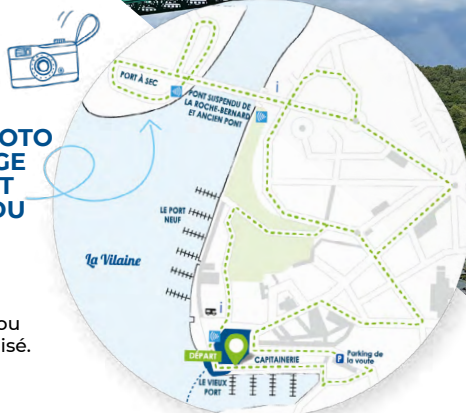 OTO
GE
T
OU
ou
isé.
PORT À SEC
i
PONT SUSPENDU DE
LA ROCHE-BERNARD
ET ANCIEN PONT
LE PORT
NEUF
La Vilaine
i
DÉPART
CAPITAINERIE
P
Parking de
la voute
LE VIEUX
PORT